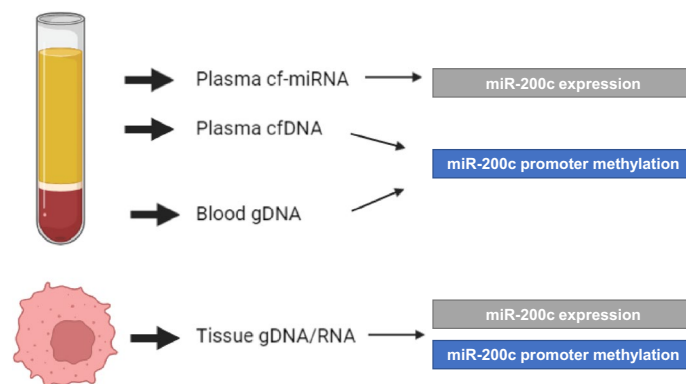 Plasma cf-miRNA
miR-200c expression
Plasma cfDNA
miR-200c promoter methylation
Blood gDNA
miR-200c expression
Tissue gDNA/RNA
miR-200c promoter methylation